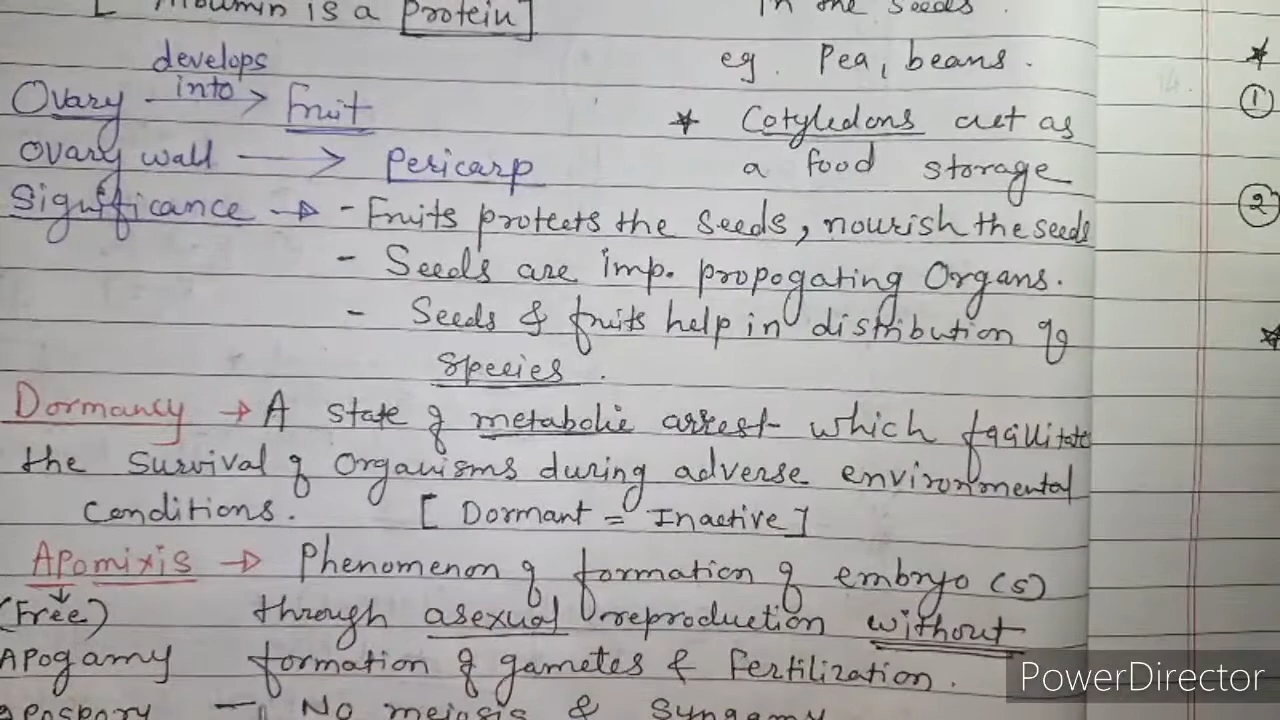 [ Albumin is a Protein]
in the seeds.
eg. Pea, beans.
develops
Ovary into > Fruit
* Cotyledons act as
a food storage
Ovary wall → Pericarp
Significance → - Fruits protects the seeds, nourish the seeds
- Seeds are imp. propogating Organs.
- Seeds & fruits help in distribution of
species.
Dormancy → A state of metabolic arrest which facilitate
the survival of Organisms during adverse environmental
conditions. [ Dormant = Inactive]
Apomixis → Phenomenon of formation of embryo (s)
(Free) through asexual reproduction without
Apogamy formation of gametes & Fertilization.
- No meiosis & syngamy
*
①
②
*
14.
PowerDirector